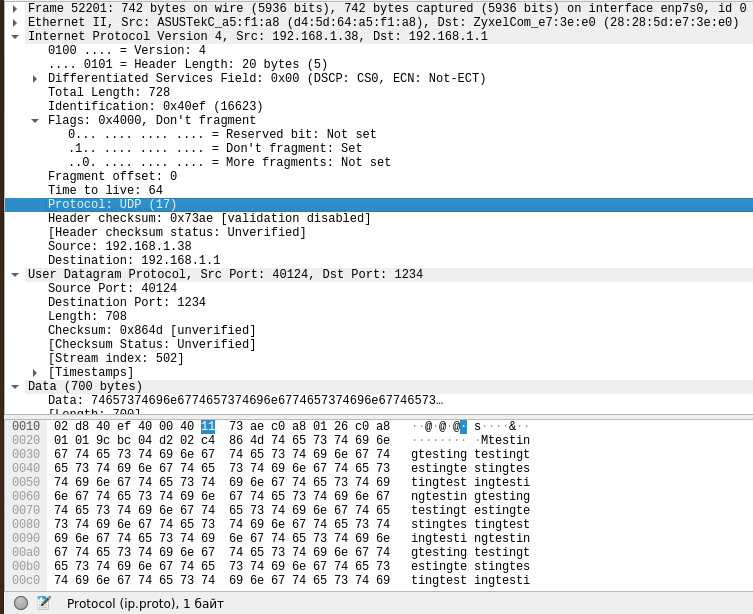 Frame 52201: 742 bytes on wire (5936 bits), 742 bytes captured (5936 bits) on interface enp7s0, id 0
Ethernet II, Src: ASUSTekC_a5:f1:a8 (d4:5d:64:a5:f1:a8), Dst: ZyxelCom_e7:3e:e0 (28:28:5d:e7:3e:e0)
Internet Protocol Version 4, Src: 192.168.1.38, Dst: 192.168.1.1
0100 .... = Version: 4
.... 0101 = Header Length: 20 bytes (5)
Differentiated Services Field: 0x00 (DSCP: CS0, ECN: Not-ECT)
Total Length: 728
Identification: 0x40ef (16623)
Flags: 0x4000, Don't fragment
0... .... .... .... = Reserved bit: Not set
.1.. .... .... .... = Don't fragment: Set
..0. .... .... .... = More fragments: Not set
Fragment offset: 0
Time to live: 64
Protocol: UDP (17)
Header checksum: 0x73ae [validation disabled]
[Header checksum status: Unverified]
Source: 192.168.1.38
Destination: 192.168.1.1
User Datagram Protocol, Src Port: 40124, Dst Port: 1234
Source Port: 40124
Destination Port: 1234
Length: 708
Checksum: 0x864d [unverified]
[Checksum Status: Unverified]
[Stream index: 502]
[Timestamps]
Data (700 bytes)
Data: 74657374696e6774657374696e6774657374696e67746573…
[Length: 700]
0010 02 d8 40 ef 40 00 40 11 73 ae c0 a8 01 26 c0 a8 ··@·@·@· s····&··
0020 01 01 9c bc 04 d2 02 c4 86 4d 74 65 73 74 69 6e ········ ·Mtestin
0030 67 74 65 73 74 69 6e 67 74 65 73 74 69 6e 67 74 gtesting testingt
0040 65 73 74 69 6e 67 74 65 73 74 69 6e 67 74 65 73 estingte stingtes
0050 74 69 6e 67 74 65 73 74 69 6e 67 74 65 73 74 69 tingtest ingtesti
0060 6e 67 74 65 73 74 69 6e 67 74 65 73 74 69 6e 67 ngtestin gtesting
0070 74 65 73 74 69 6e 67 74 65 73 74 69 6e 67 74 65 testingt estingte
0080 73 74 69 6e 67 74 65 73 74 69 6e 67 74 65 73 74 stingtes tingtest
0090 69 6e 67 74 65 73 74 69 6e 67 74 65 73 74 69 6e ingtesti ngtestin
00a0 67 74 65 73 74 69 6e 67 74 65 73 74 69 6e 67 74 gtesting testingt
00b0 65 73 74 69 6e 67 74 65 73 74 69 6e 67 74 65 73 estingte stingtes
00c0 74 69 6e 67 74 65 73 74 69 6e 67 74 65 73 74 69 tingtest ingtesti
Protocol (ip.proto), 1 байт